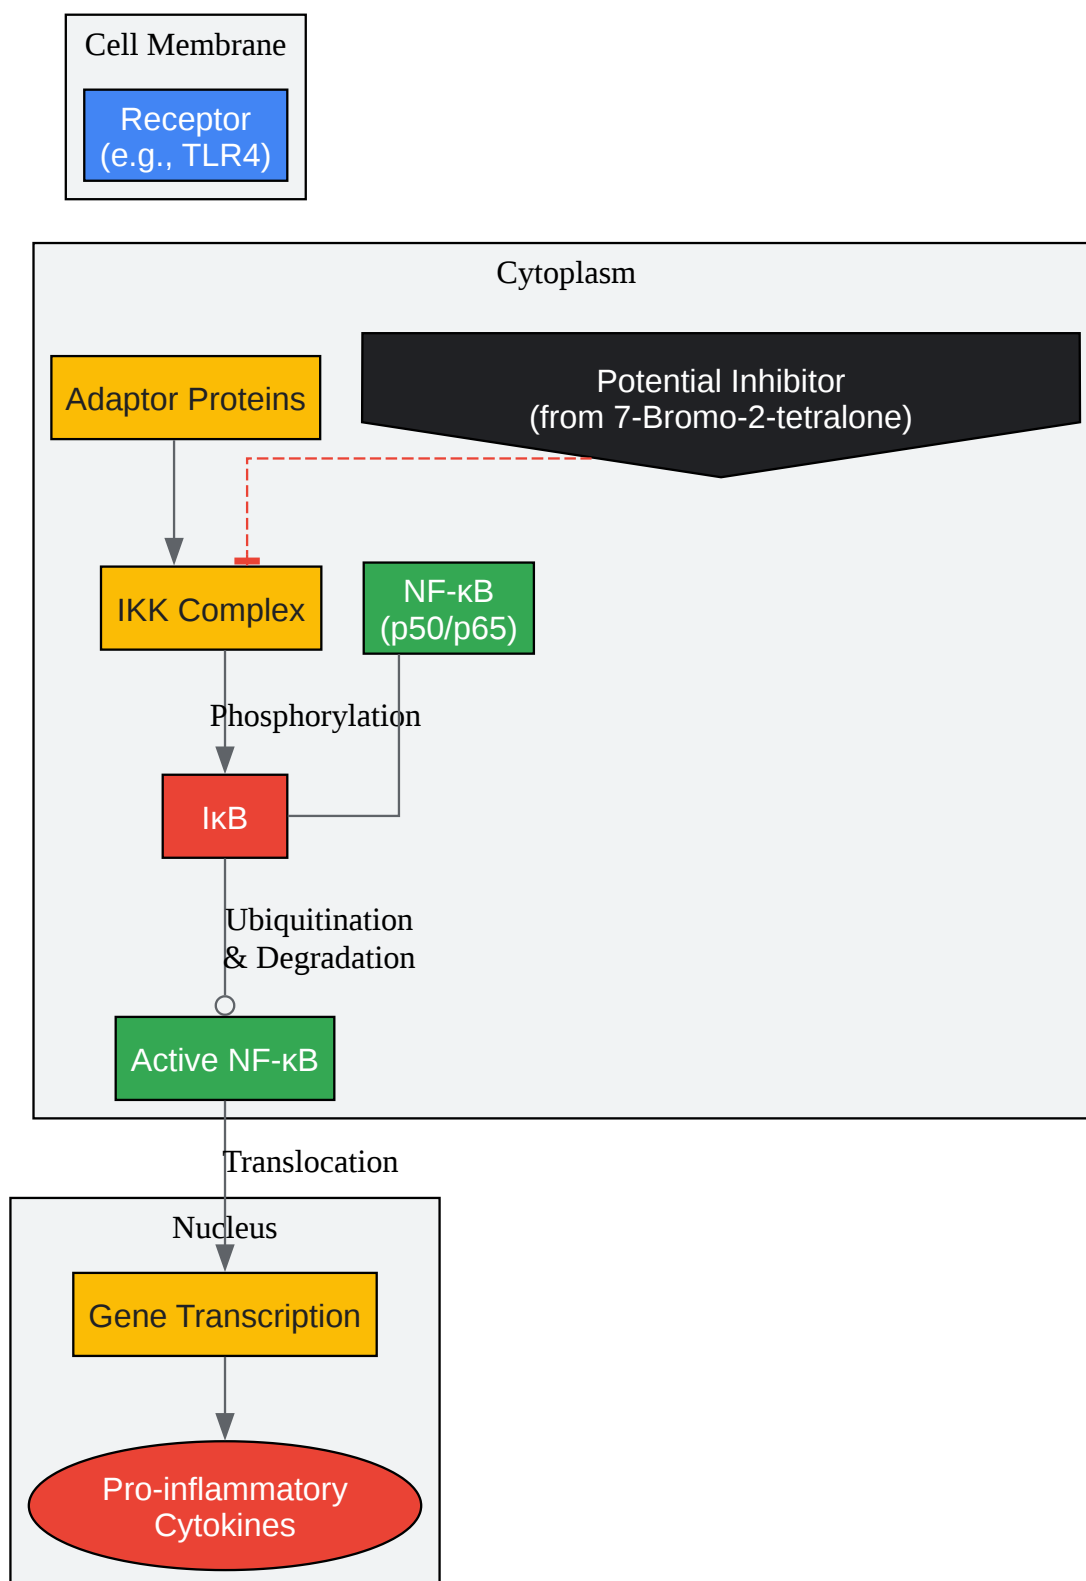 Cell Membrane
Receptor
(e.g., TLR4)
Cytoplasm
Adaptor Proteins
Potential Inhibitor
(from 7-Bromo-2-tetralone)
IKK Complex
NF-κB
(p50/p65)
Phosphorylation
IκB
Ubiquitination
& Degradation
Active NF-κB
Translocation
Nucleus
Gene Transcription
Pro-inflammatory
Cytokines